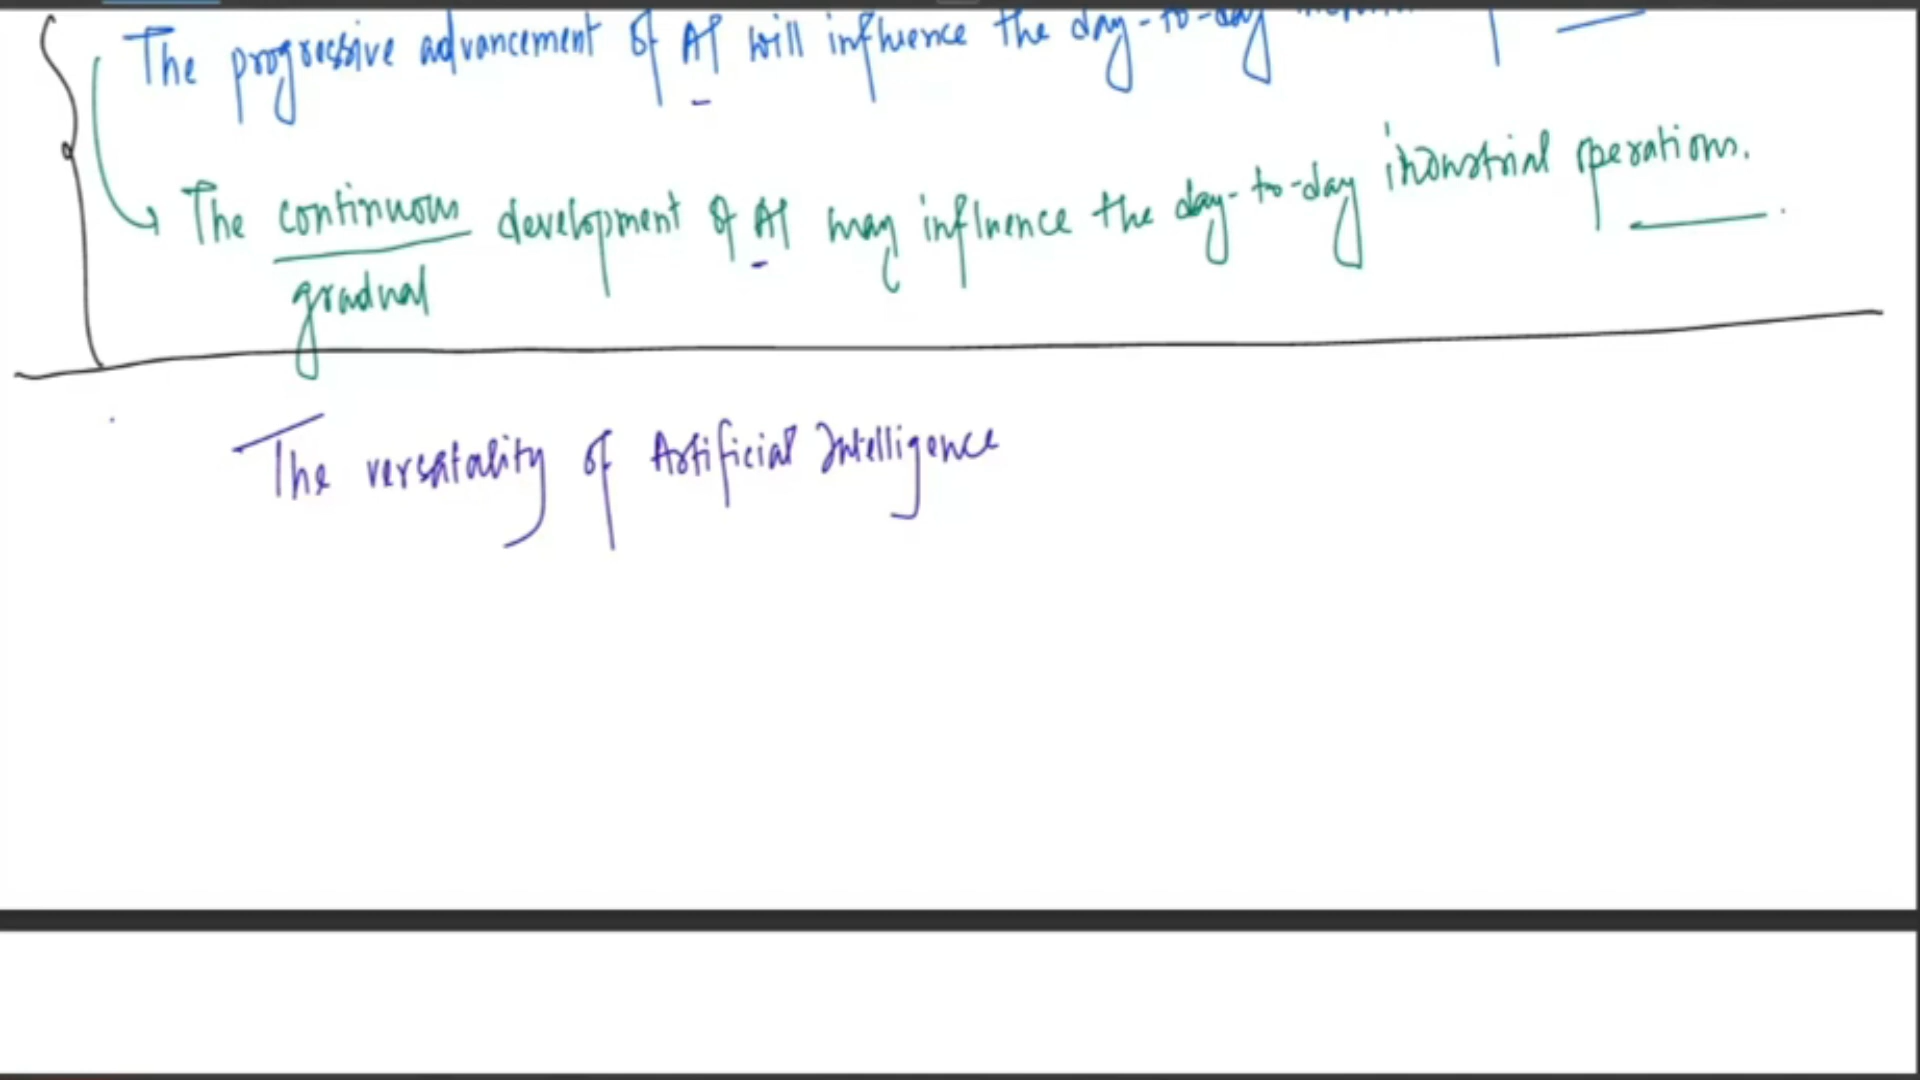 The progressive advancement of AI will influence the day-to-day
The continuous development of AI may influence the day-to-day industrial operations.
gradual
The versatality of Artificial Intelligence